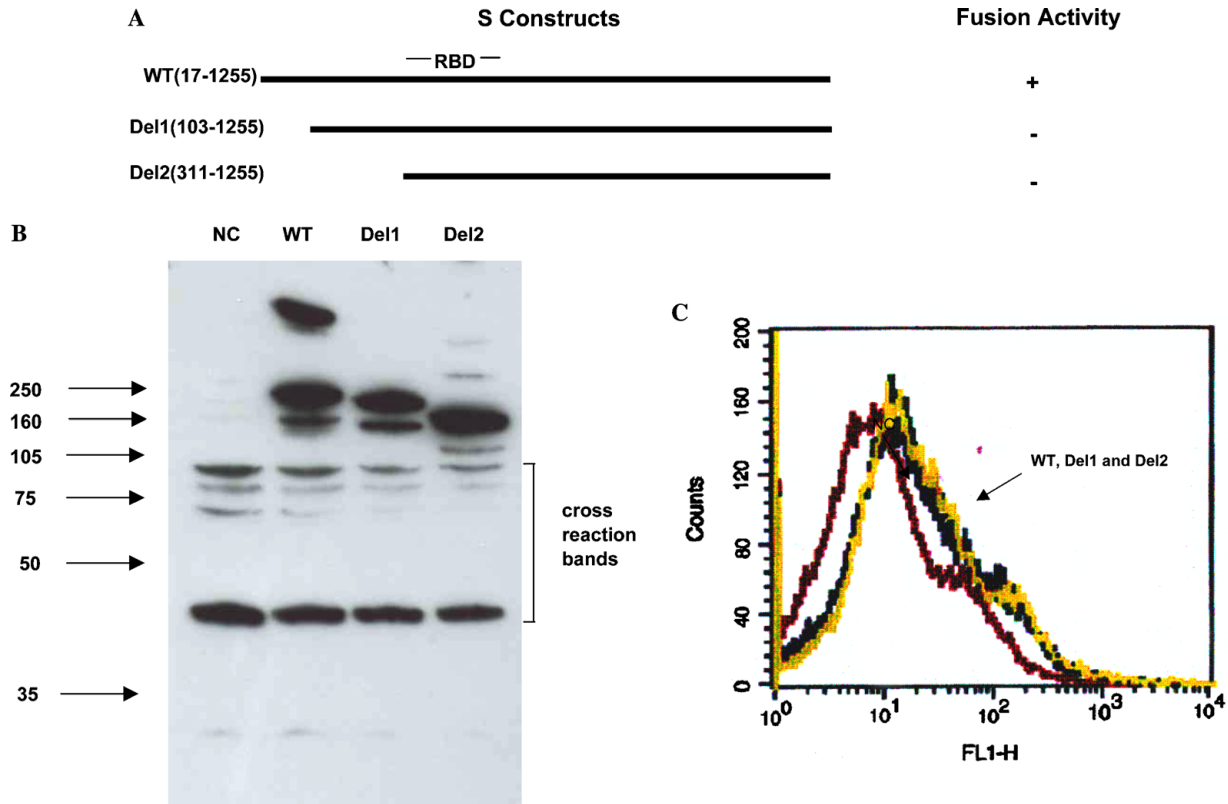 A
S Constructs
Fusion Activity
RBD
WT(17-1255)
+
Del1(103-1255)
-
Del2(311-1255)
-
B
NC WT Del1 Del2
250
160
105
75
50
35
cross
reaction
bands
C
200
160
120
80
40
0
Counts
NC
WT, Del1 and Del2
10^0 10^1 10^2 10^3 10^4
FL1-H